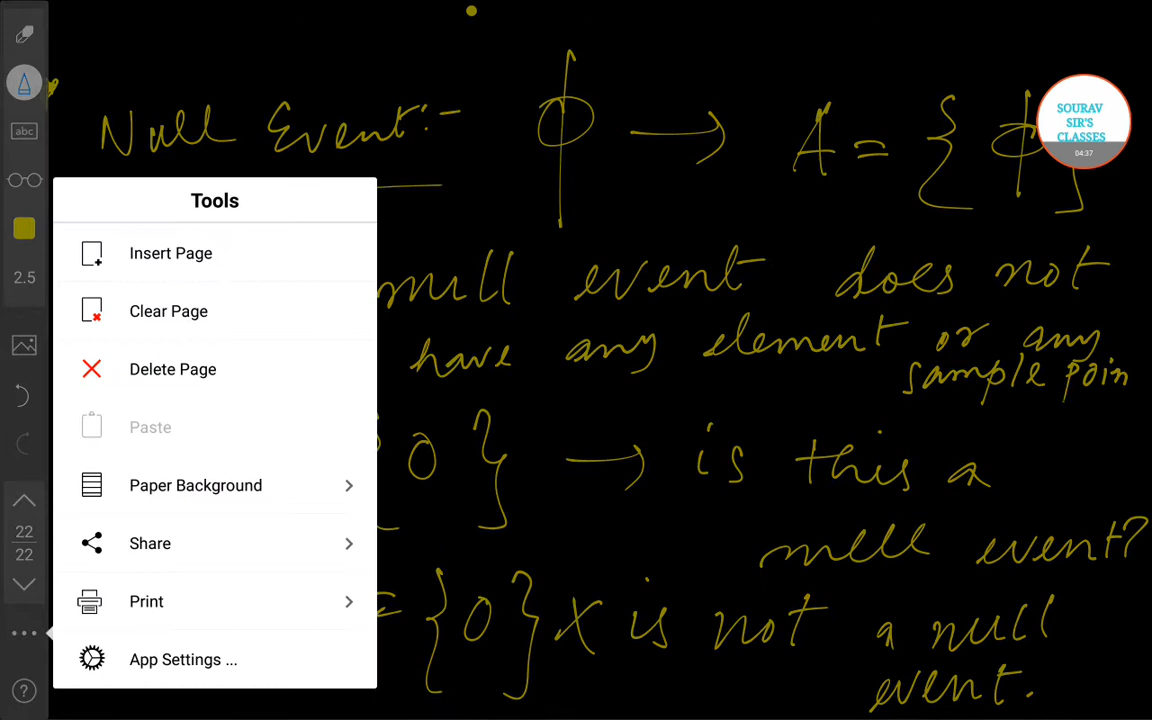 Null Event:- φ → A = {φ}
SOURAV
SIR'S
CLASSES
04:37
abc
2.5
22
22
Tools
Insert Page
Clear Page
Delete Page
Paste
Paper Background
Share
Print
App Settings ...
null event does not
have any element or any
sample poin
0} → is this a
null event?
= {0} X is not a null
event.
?